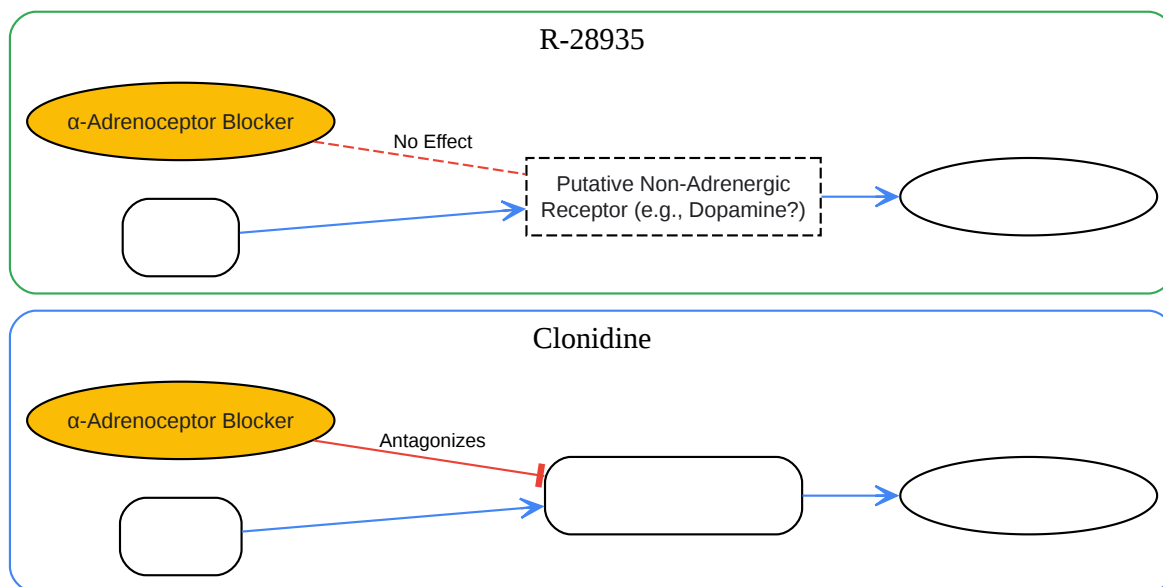 R-28935
α-Adrenoceptor Blocker
No Effect
Putative Non-Adrenergic
Receptor (e.g., Dopamine?)
Clonidine
α-Adrenoceptor Blocker
Antagonizes